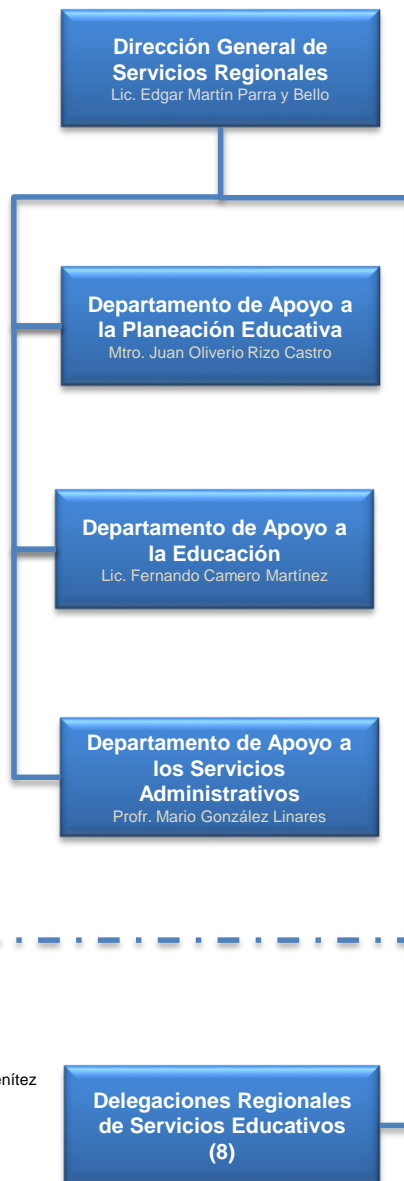 Dirección General de
Servicios Regionales
Lic. Edgar Martín Parra y Bello
Departamento de Apoyo a
la Planeación Educativa
Mtro. Juan Oliverio Rizo Castro
Departamento de Apoyo a
la Educación
Lic. Fernando Camero Martínez
Departamento de Apoyo a
los Servicios
Administrativos
Profr. Mario González Linares
enítez
Delegaciones Regionales
de Servicios Educativos
(8)